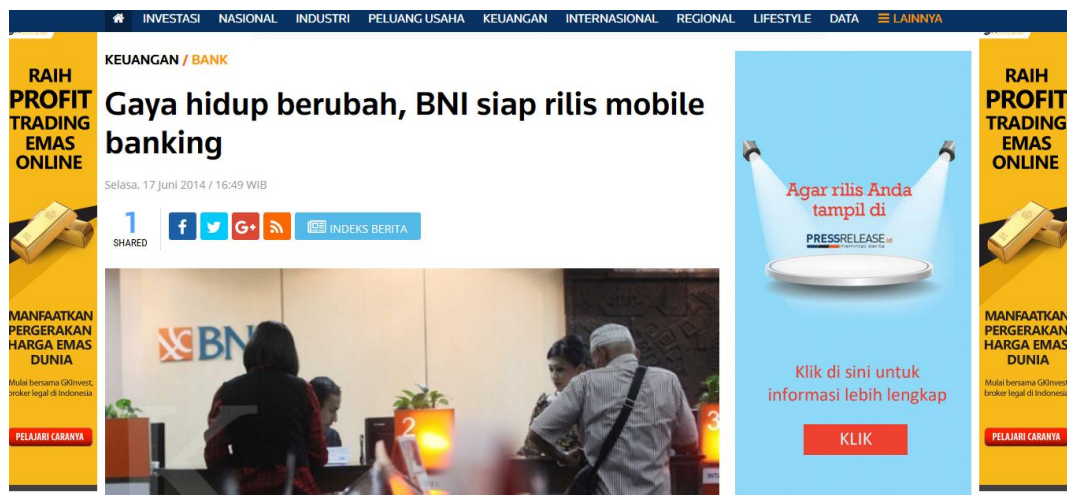 INVESTASI NASIONAL INDUSTRI PELUANG USAHA KEUANGAN INTERNASIONAL REGIONAL LIFESTYLE DATA LAINNYA
KEUANGAN / BANK
Gaya hidup berubah, BNI siap rilis mobile
banking
Selasa, 17 Juni 2014 / 16:49 WIB
1
SHARED
f
G+
INDEKS BERITA
BNI
2
3
RAIH
PROFIT
TRADING
EMAS
ONLINE
MANFAATKAN
PERGERAKAN
HARGA EMAS
DUNIA
Mulai bersama GKInvest,
broker legal di Indonesia
PELAJARI CARANYA
Agar rilis Anda
tampil di
PRESSRELEASE.id
memintas berita
Klik di sini untuk
informasi lebih lengkap
KLIK
RAIH
PROFIT
TRADING
EMAS
ONLINE
MANFAATKAN
PERGERAKAN
HARGA EMAS
DUNIA
Mulai bersama GKInvest,
broker legal di Indonesia
PELAJARI CARANYA